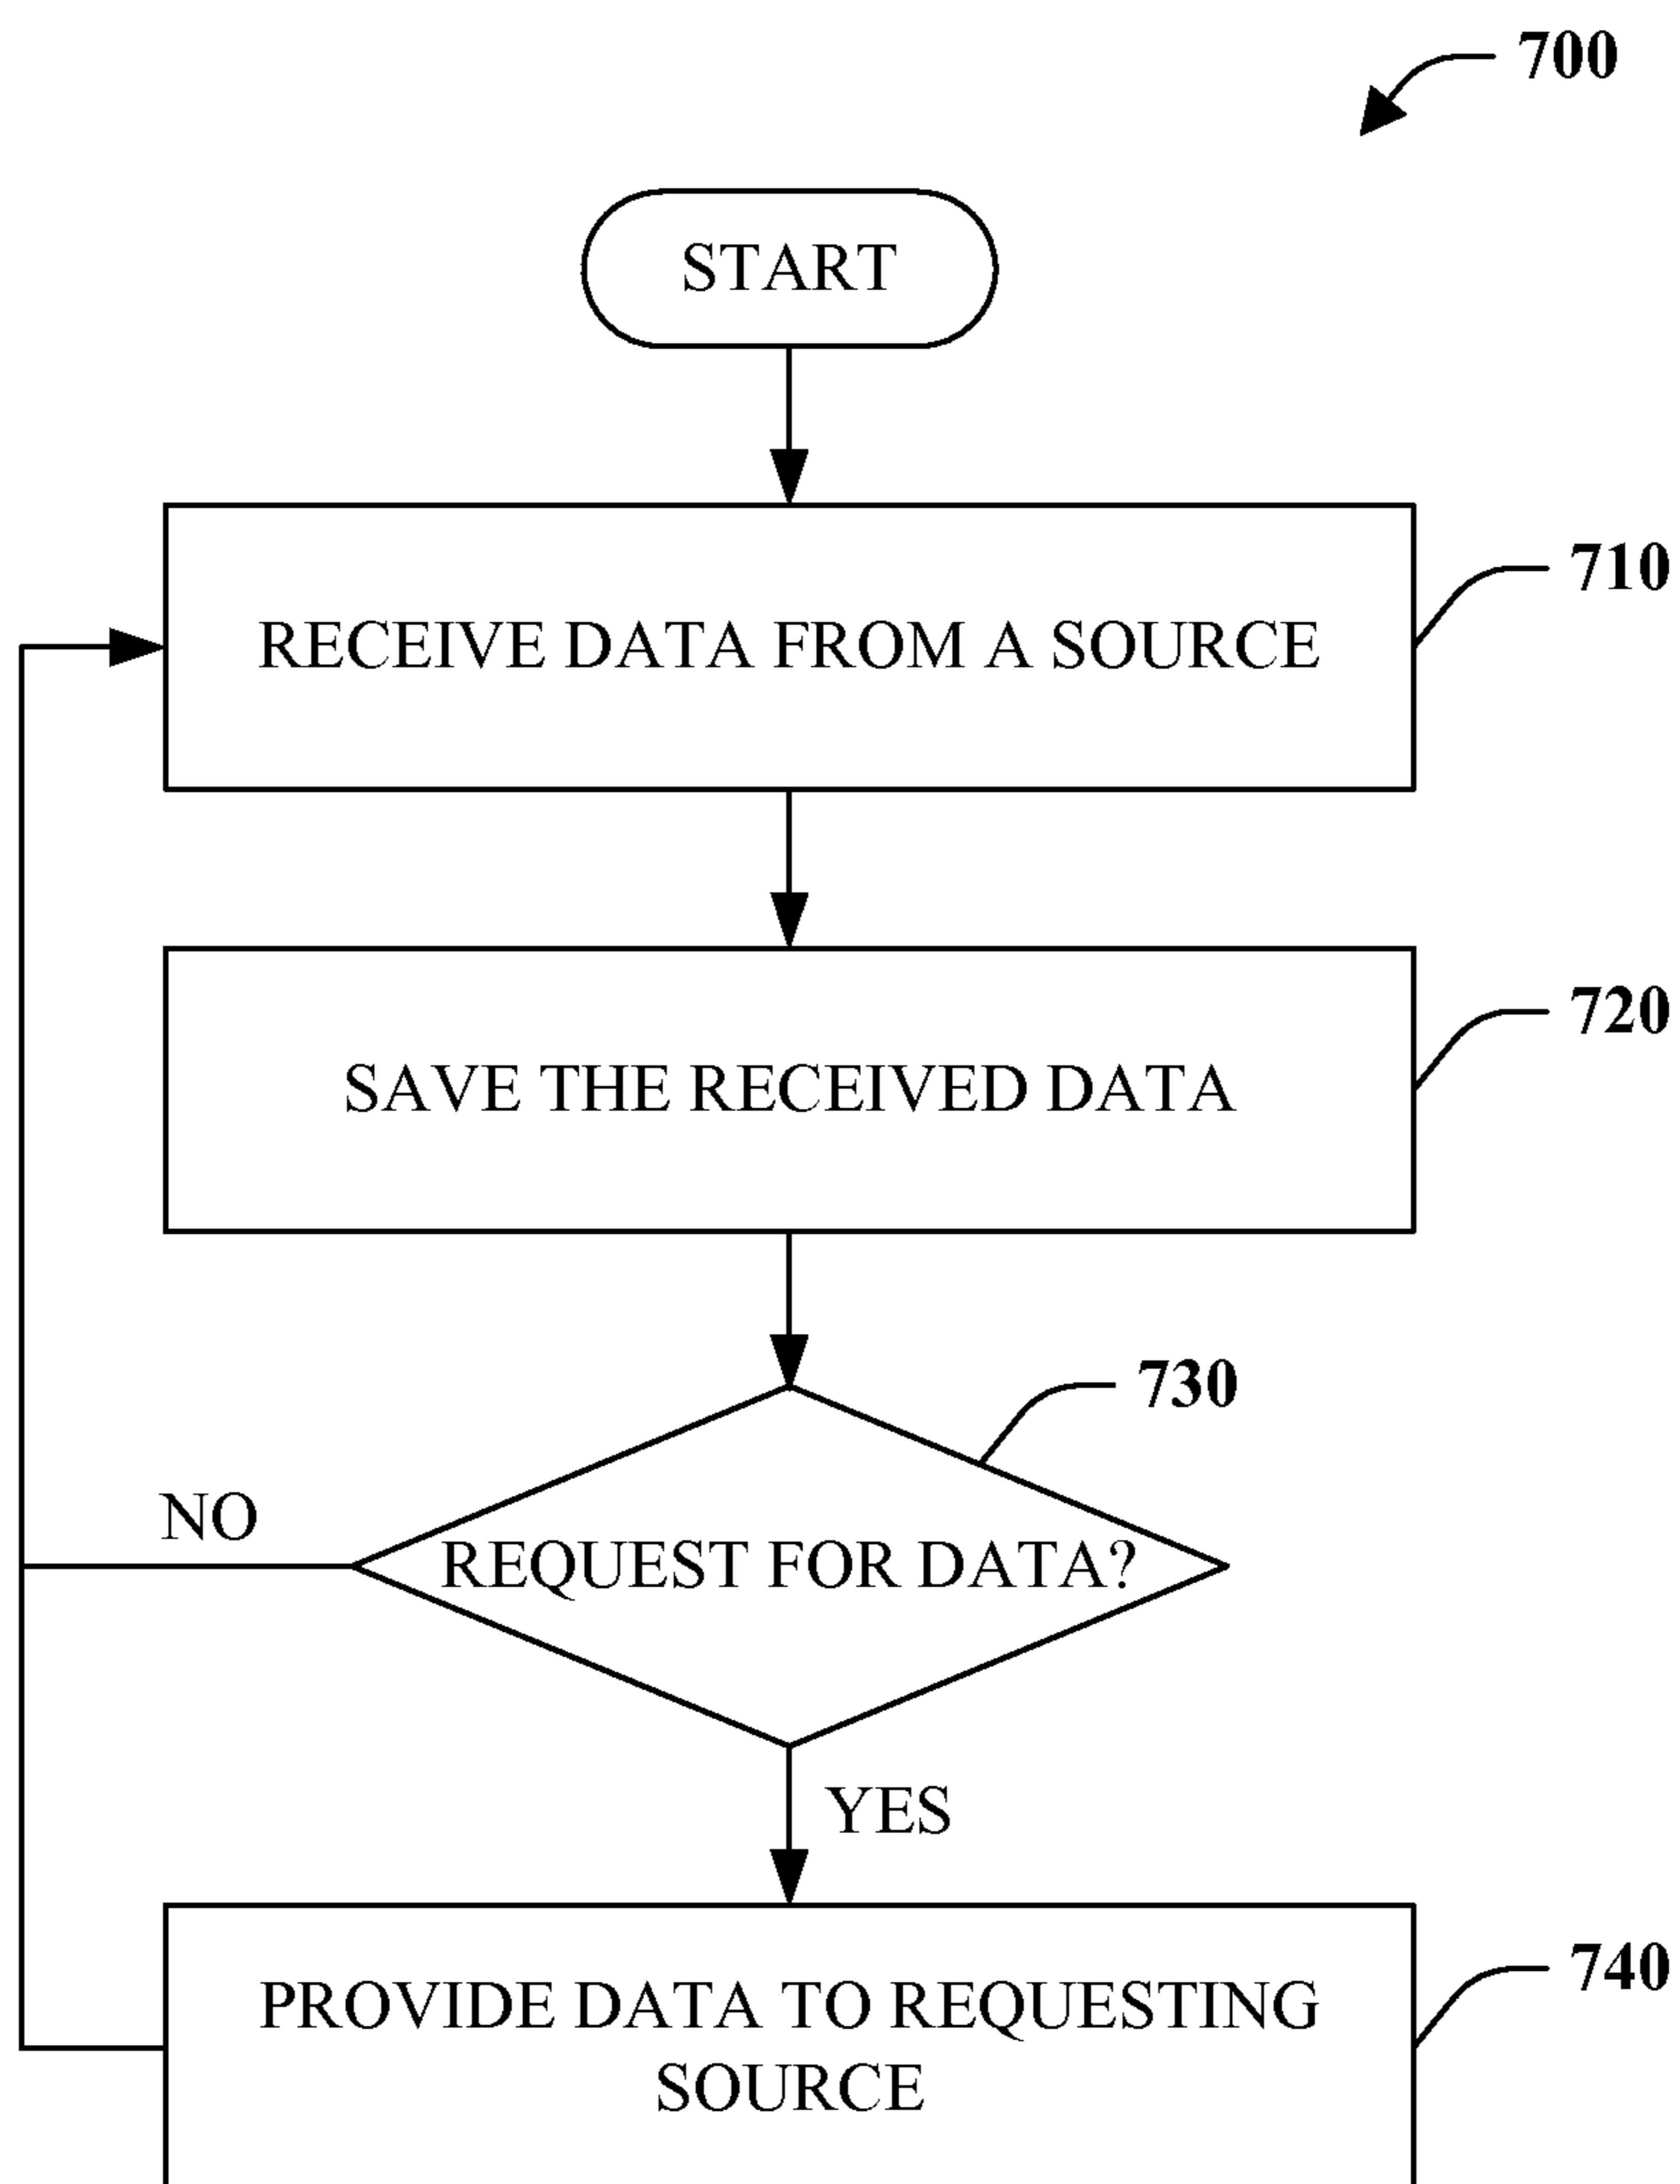 700
START
710
RECEIVE DATA FROM A SOURCE
720
SAVE THE RECEIVED DATA
730
NO
REQUEST FOR DATA?
YES
740
PROVIDE DATA TO REQUESTING
SOURCE